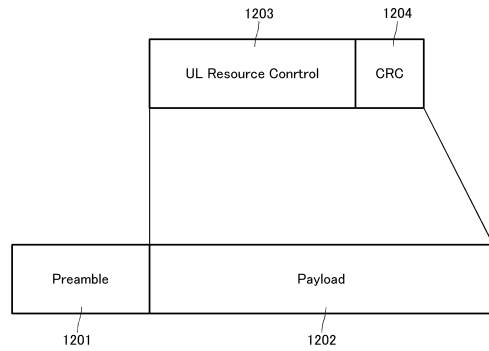 1203
1204
UL Resource Conrtrol
CRC
Preamble
Payload
1201
1202